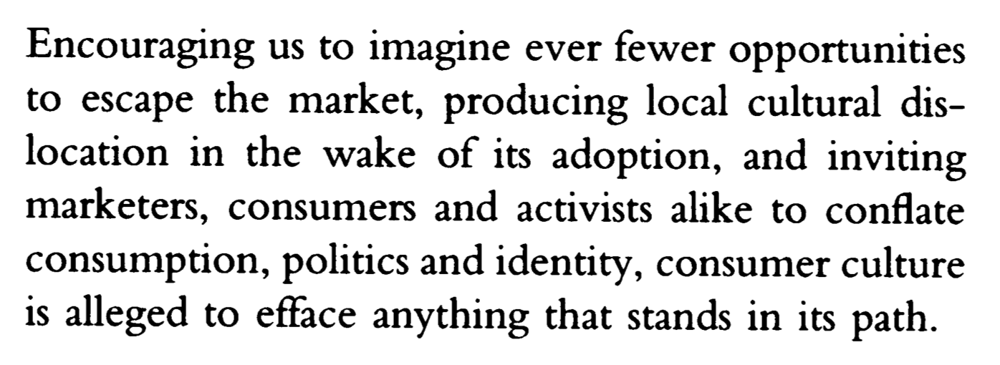 Encouraging us to imagine ever fewer opportunities
to escape the market, producing local cultural dis-
location in the wake of its adoption, and inviting
marketers, consumers and activists alike to conflate
consumption, politics and identity, consumer culture
is alleged to efface anything that stands in its path.